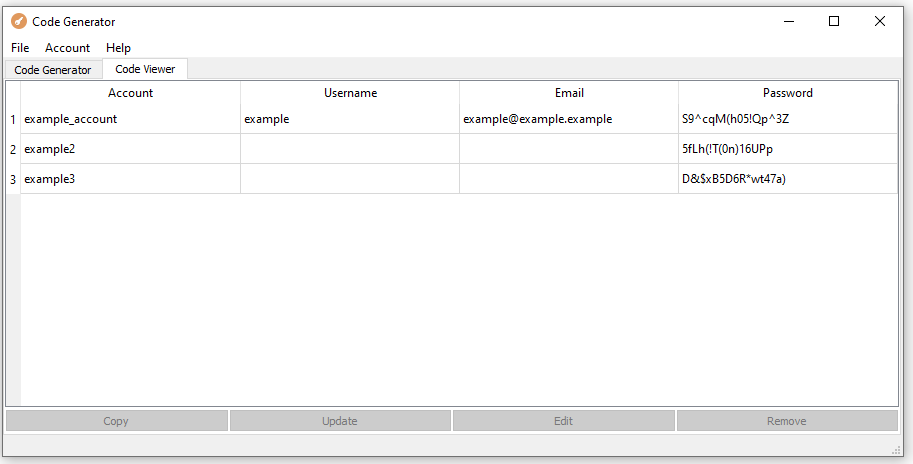 Code Generator
File Account Help
Code Generator Code Viewer
Account Username Email Password
1 example_account example example@example.example S9^cqM(h05!Qp^3Z
2 example2 5fLh(!T(0n)16UPp
3 example3 D&$xB5D6R*wt47a)
Copy Update Edit Remove